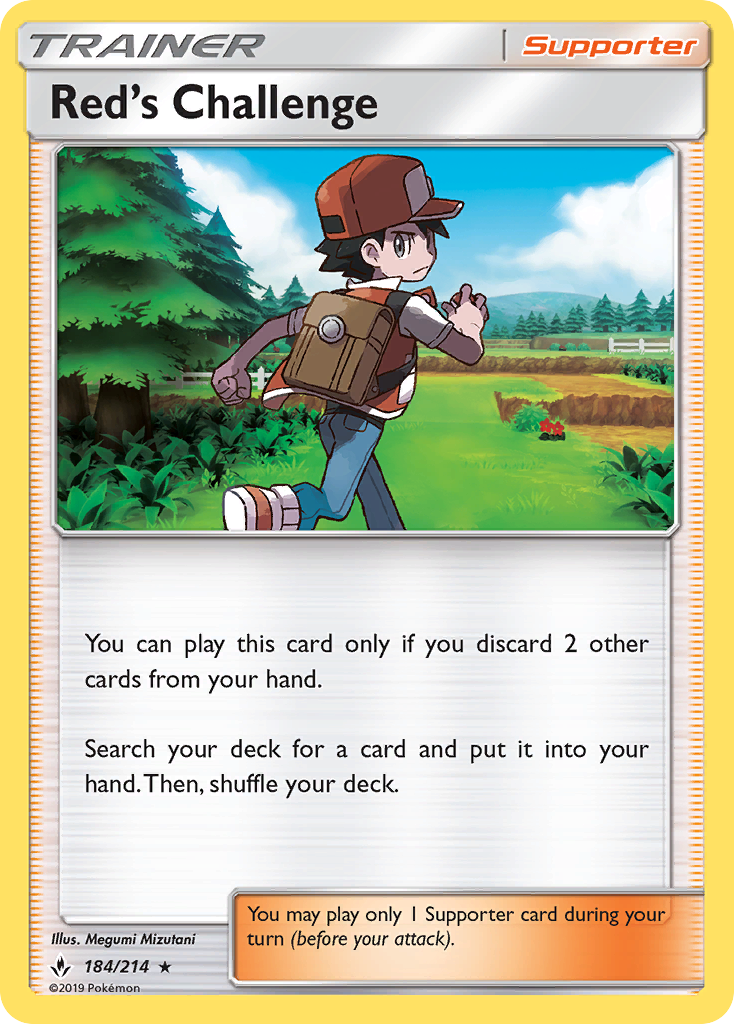 TRAINER
Supporter
Red's Challenge
You can play this card only if you discard 2 other
cards from your hand.
Search your deck for a card and put it into your
hand. Then, shuffle your deck.
You may play only 1 Supporter card during your
turn (before your attack).
Illus. Megumi Mizutani
184/214 ★
©2019 Pokémon